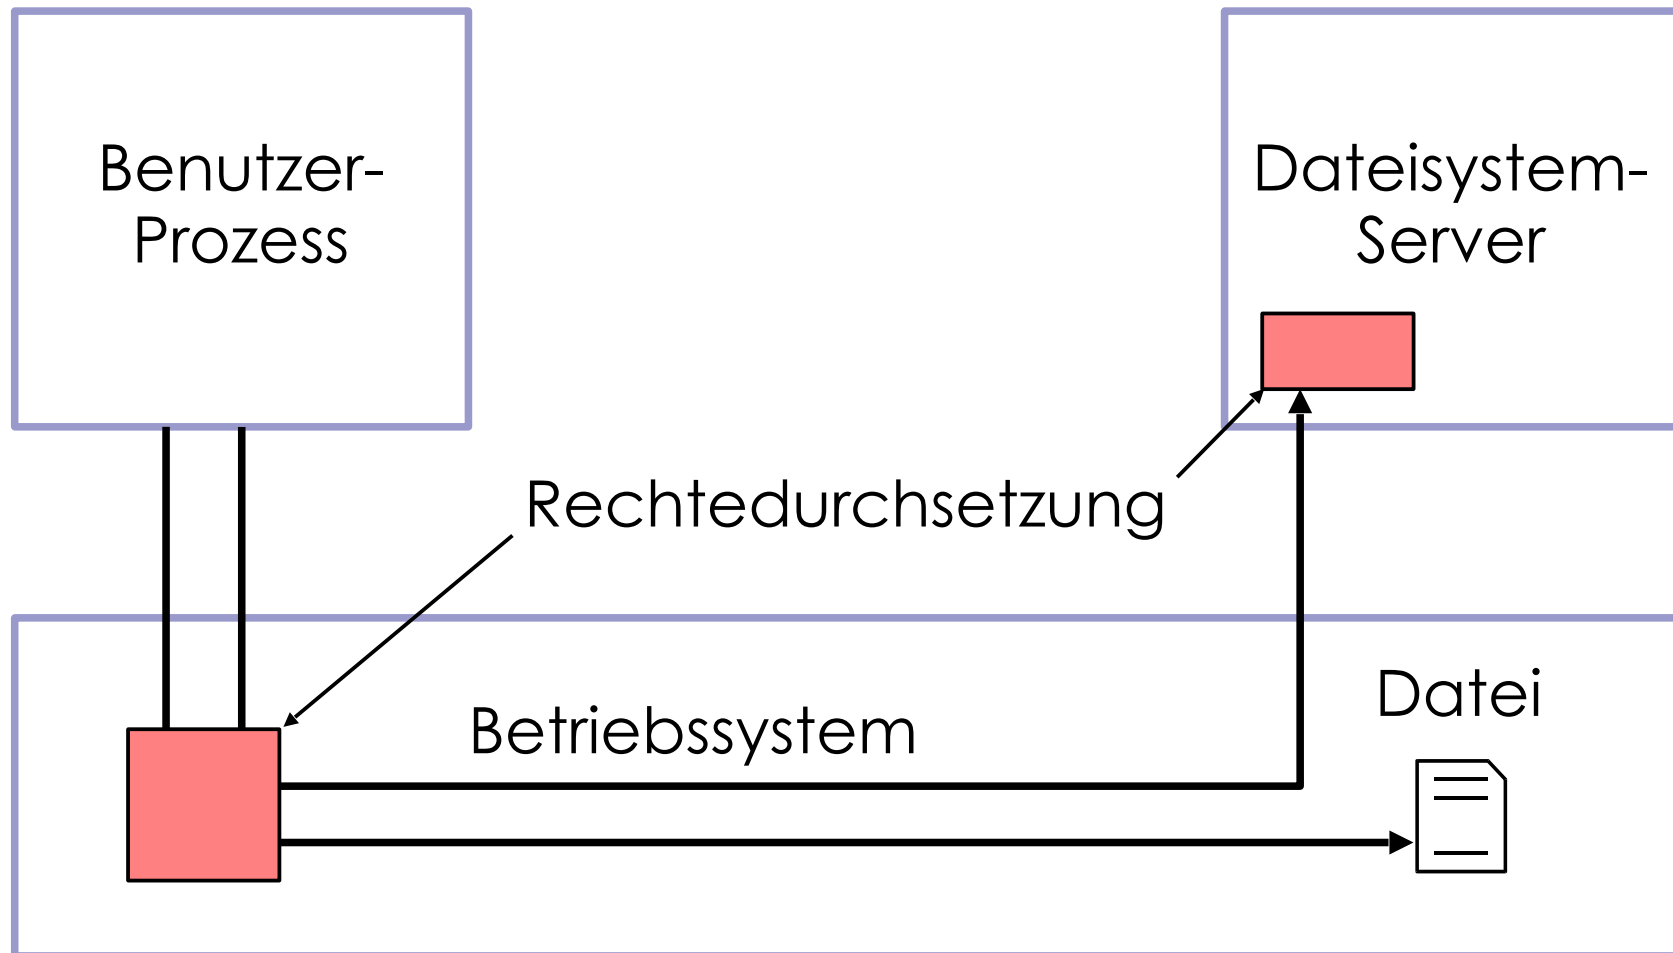 Benutzer-
Prozess
Dateisystem-
Server
Rechtedurchsetzung
Betriebssystem
Datei